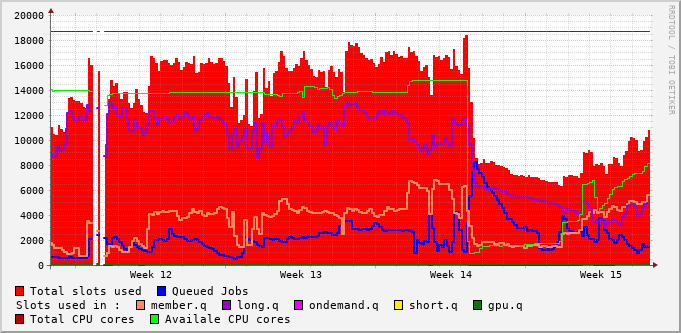 20000
18000
16000
14000
12000
10000
8000
6000
4000
2000
0
Week 12 Week 13 Week 14 Week 15
RRDTOOL / TOBI OETIKER
Total slots used Queued Jobs
Slots used in : member.q long.q ondemand.q short.q gpu.q
Total CPU cores Availale CPU cores